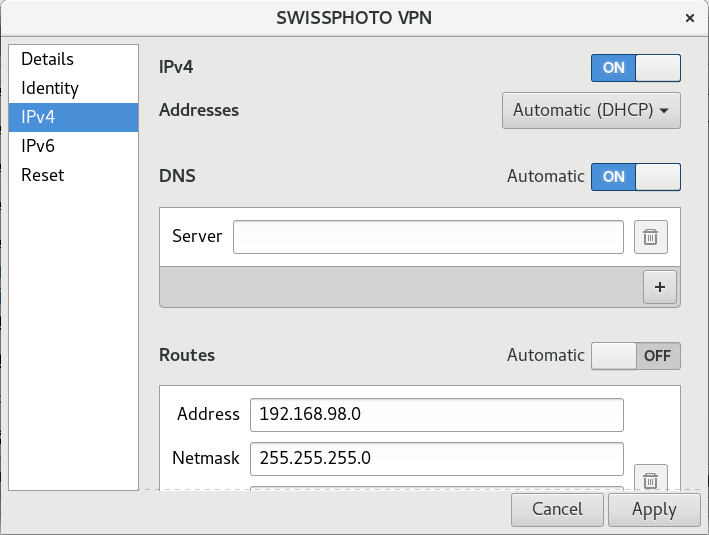 SWISSPHOTO VPN ×
Details
Identity
IPv4
IPv6
Reset
IPv4 ON
Addresses Automatic (DHCP)
DNS Automatic ON
Server
+
Routes Automatic OFF
Address 192.168.98.0
Netmask 255.255.255.0
Cancel Apply